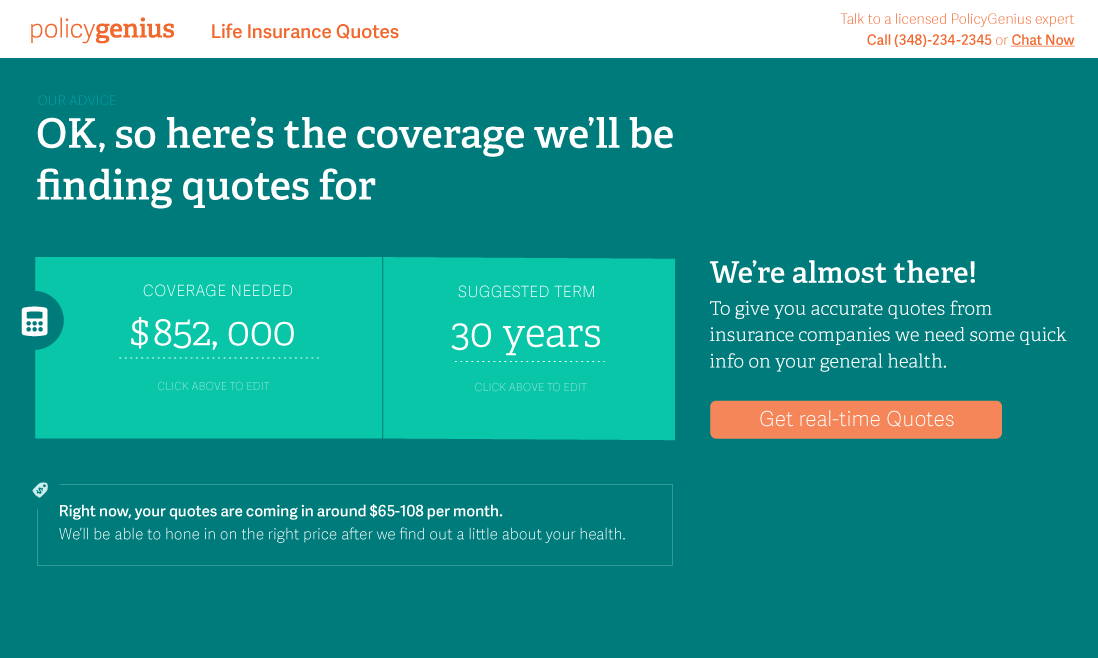 policygenius
Life Insurance Quotes
Talk to a licensed PolicyGenius expert
Call (348)-234-2345 or Chat Now
OUR ADVICE
OK, so here's the coverage we'll be
finding quotes for
COVERAGE NEEDED
$852, 000
CLICK ABOVE TO EDIT
SUGGESTED TERM
30 years
CLICK ABOVE TO EDIT
We're almost there!
To give you accurate quotes from
insurance companies we need some quick
info on your general health.
Get real-time Quotes
$
Right now, your quotes are coming in around $65-108 per month.
We'll be able to hone in on the right price after we find out a little about your health.